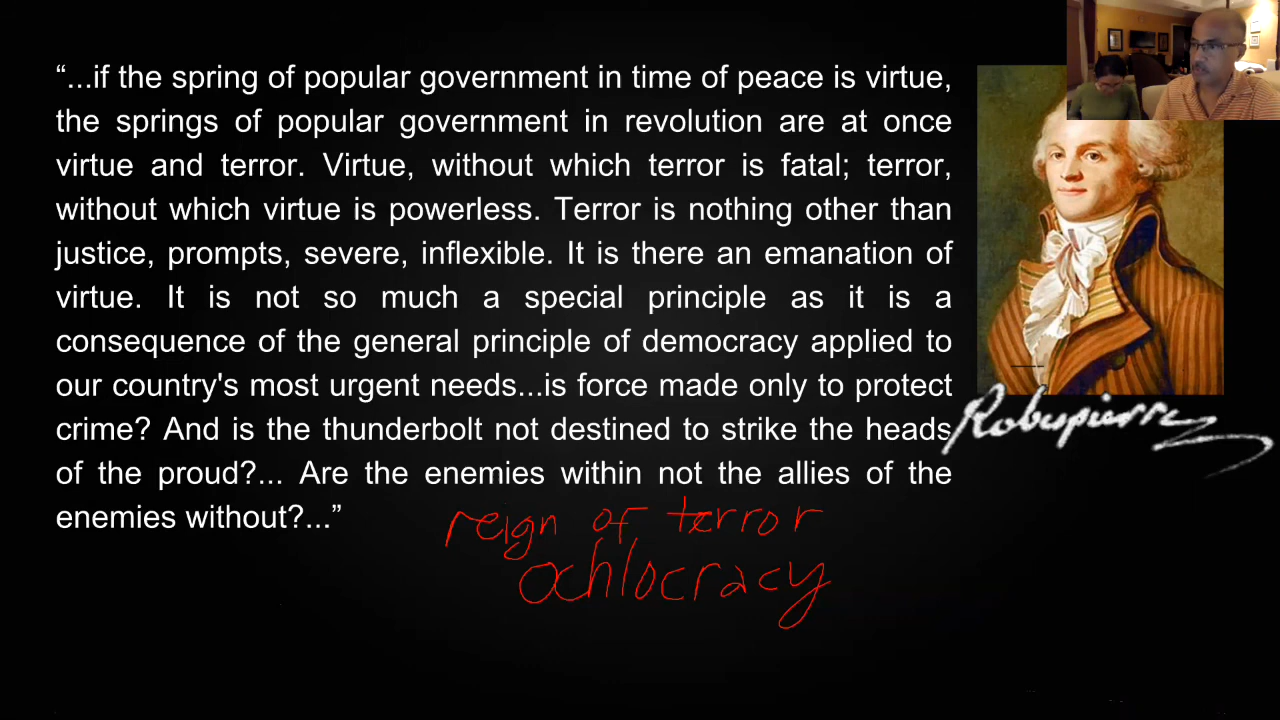 “...if the spring of popular government in time of peace is virtue,
the springs of popular government in revolution are at once
virtue and terror. Virtue, without which terror is fatal; terror,
without which virtue is powerless. Terror is nothing other than
justice, prompts, severe, inflexible. It is there an emanation of
virtue. It is not so much a special principle as it is a
consequence of the general principle of democracy applied to
our country's most urgent needs...is force made only to protect
crime? And is the thunderbolt not destined to strike the heads
of the proud?... Are the enemies within not the allies of the
enemies without?...”
Robespierre
reign of terror
ochlocracy